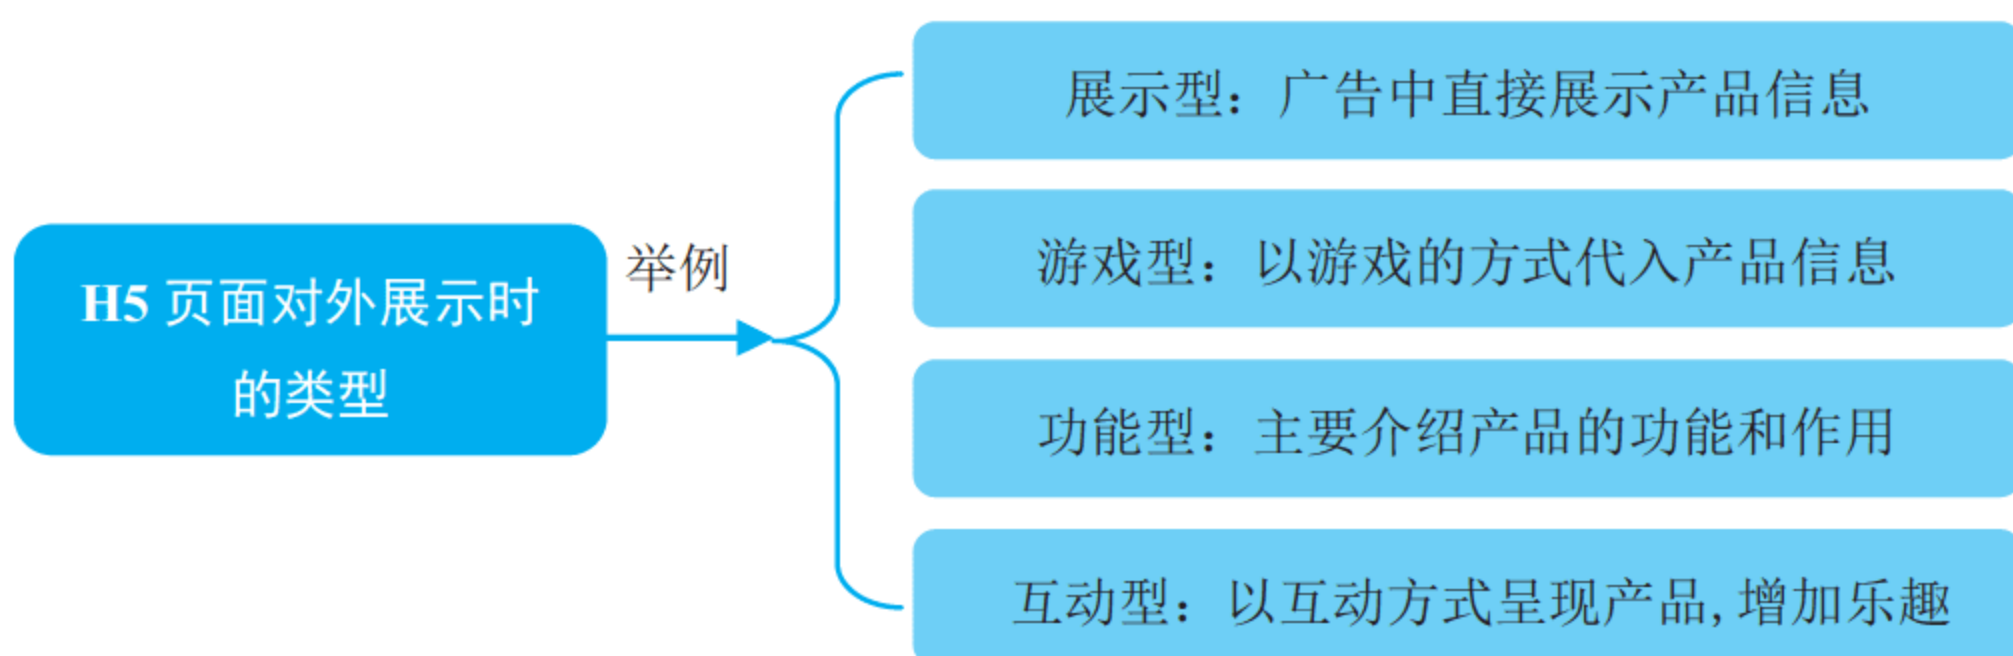 H5 页面对外展示时
的类型
举例
展示型：广告中直接展示产品信息
游戏型：以游戏的方式代入产品信息
功能型：主要介绍产品的功能和作用
互动型：以互动方式呈现产品,增加乐趣